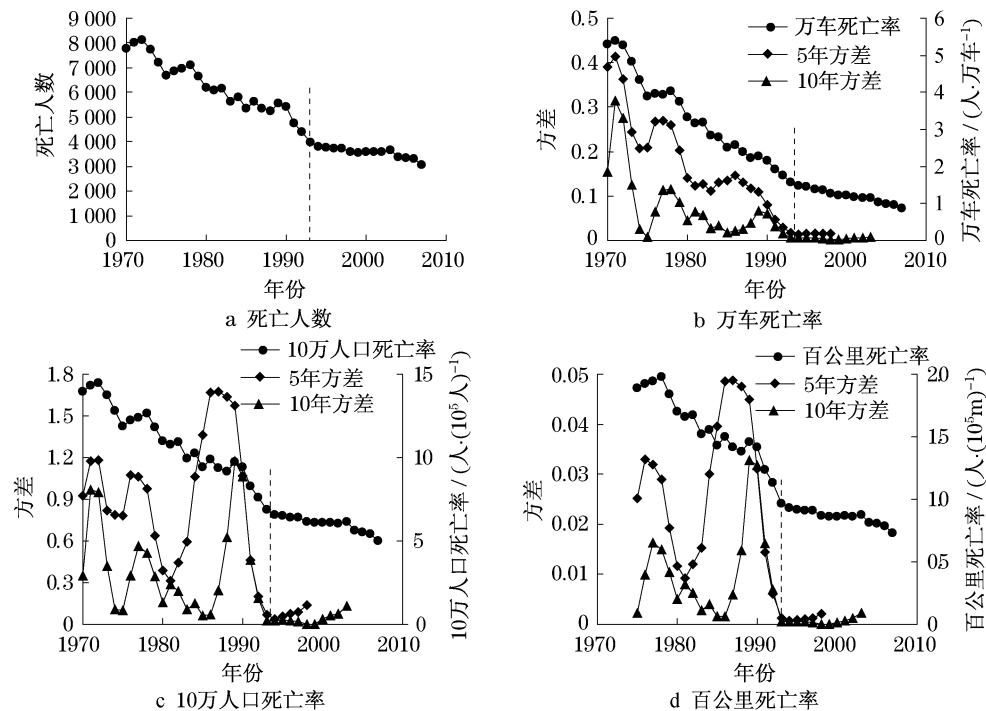 9 000
8 000
7 000
6 000
5 000
4 000
3 000
2 000
1 000
0
死亡人数
1970 1980 1990 2000 2010
年份
a 死亡人数
0.5
0.4
0.3
0.2
0.1
0
方差
万车死亡率
5年方差
10年方差
6
5
4
3
2
1
0
万车死亡率/(人·万车⁻¹)
1970 1980 1990 2000 2010
年份
b 万车死亡率
1.8
1.5
1.2
0.9
0.6
0.3
0
方差
10万人口死亡率
5年方差
10年方差
15
10
5
0
10万人口死亡率/(人·(10⁵人)⁻¹)
1970 1980 1990 2000 2010
年份
c 10万人口死亡率
0.05
0.04
0.03
0.02
0.01
0
方差
百公里死亡率
5年方差
10年方差
2.0
1.5
1.0
0.5
0
百公里死亡率/(人·(10⁵m)⁻¹)
1970 1980 1990 2000 2010
年份
d 百公里死亡率